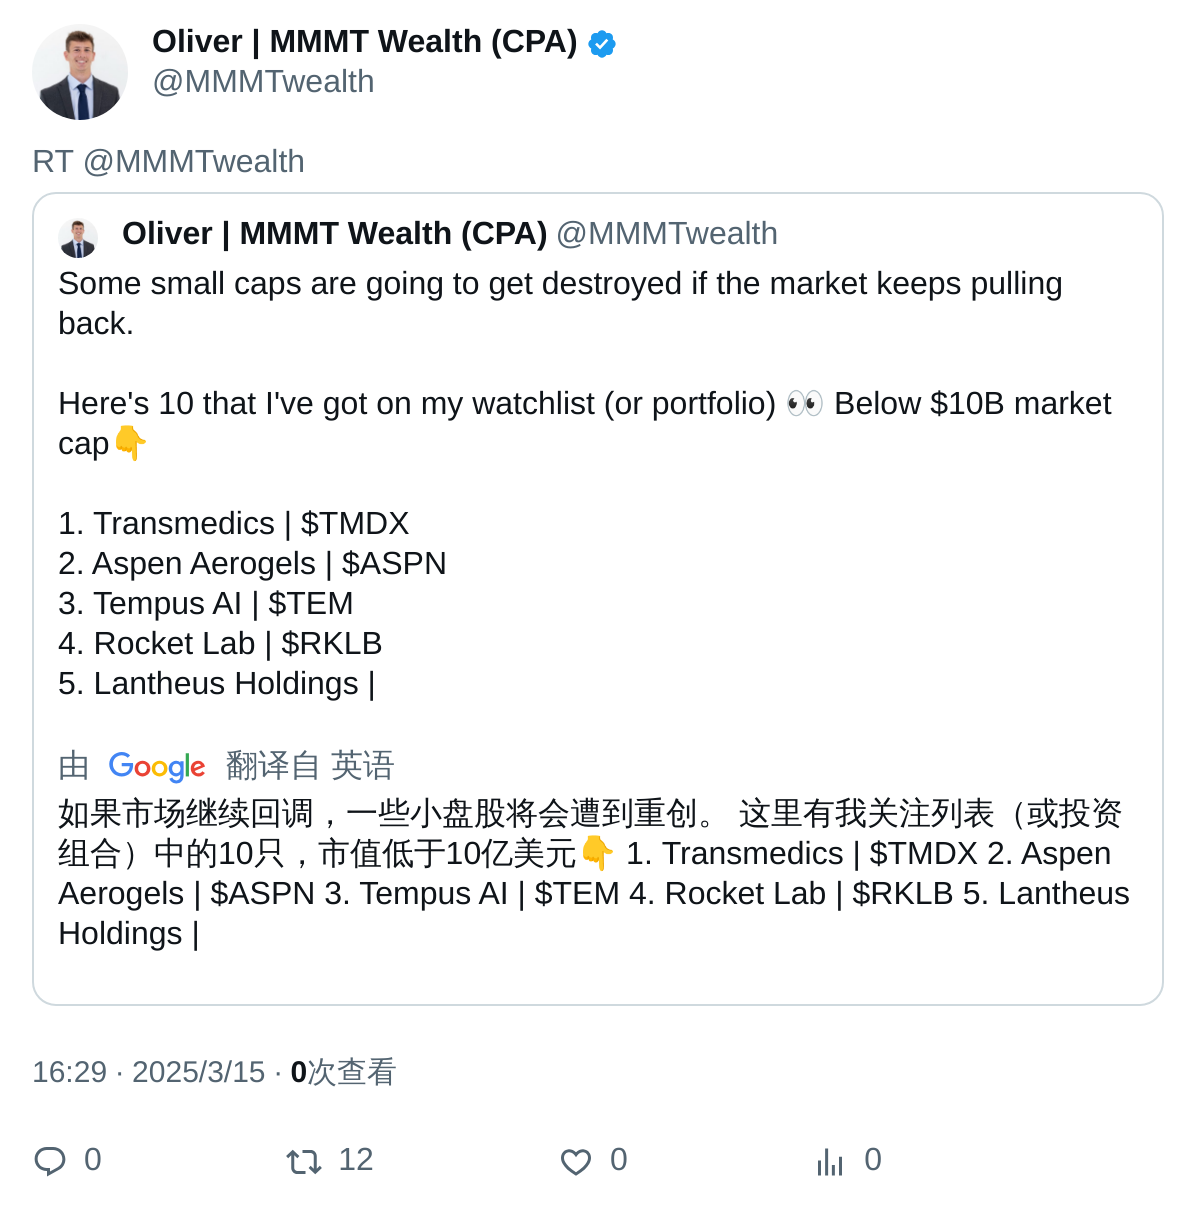 Oliver | MMMT Wealth (CPA)
@MMMTwealth
RT @MMMTwealth
Oliver | MMMT Wealth (CPA) @MMMTwealth
Some small caps are going to get destroyed if the market keeps pulling
back.
Here's 10 that I've got on my watchlist (or portfolio) 👀 Below $10B market
cap👇
1. Transmedics | $TMDX
2. Aspen Aerogels | $ASPN
3. Tempus AI | $TEM
4. Rocket Lab | $RKLB
5. Lantheus Holdings |
由 Google 翻译自 英语
如果市场继续回调，一些小盘股将会遭到重创。 这里有我关注列表（或投资
组合）中的10只，市值低于10亿美元👇 1. Transmedics | $TMDX 2. Aspen
Aerogels | $ASPN 3. Tempus AI | $TEM 4. Rocket Lab | $RKLB 5. Lantheus
Holdings |
16:29 · 2025/3/15 · 0次查看
0 12 0 0